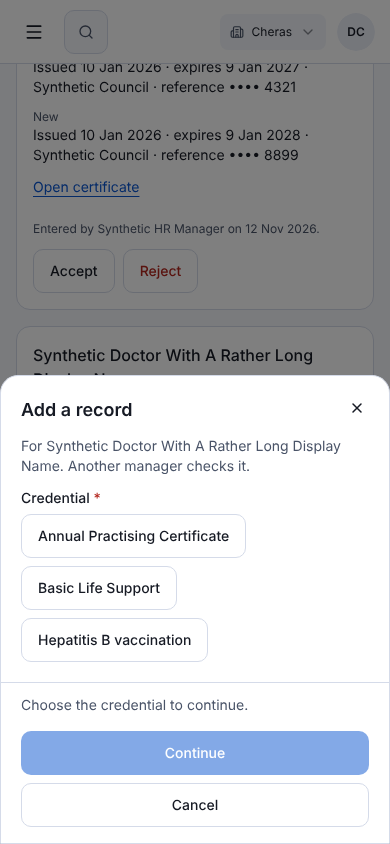 Cheras
DC
Issued 10 Jan 2026 · expires 9 Jan 2027 ·
Synthetic Council · reference •••• 4321
New
Issued 10 Jan 2026 · expires 9 Jan 2028 ·
Synthetic Council · reference •••• 8899
Open certificate
Entered by Synthetic HR Manager on 12 Nov 2026.
Accept
Reject
Synthetic Doctor With A Rather Long
Add a record
For Synthetic Doctor With A Rather Long Display
Name. Another manager checks it.
Credential *
Annual Practising Certificate
Basic Life Support
Hepatitis B vaccination
Choose the credential to continue.
Continue
Cancel